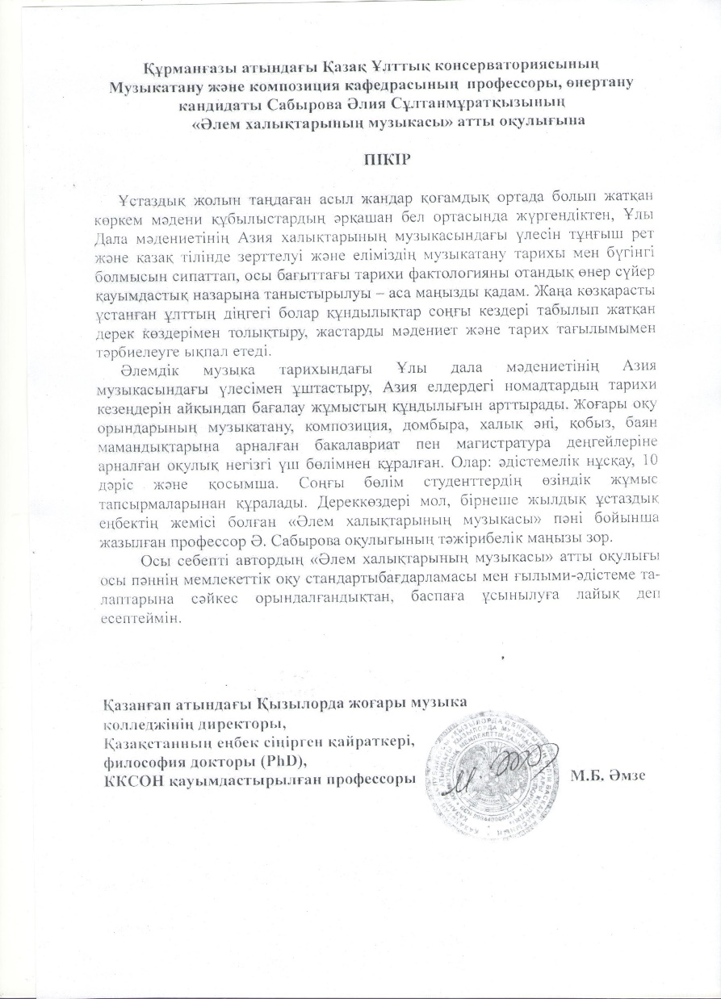 Құрманғазы атындағы Қазақ Ұлттық консерваториясының
Музыкатану және композиция кафедрасының профессоры, өнертану
кандидаты Сабырова Әлия Сұлтанмұратқызының
«Әлем халықтарының музыкасы» атты оқулығына
ПІКІР
Ұстаздық жолын таңдаған асыл жандар қоғамдық ортада болып жатқан
көркем мәдени құбылыстардың әрқашан бел ортасында жүргендіктен, Ұлы
Дала мәдениетінің Азия халықтарының музыкасындағы үлесін тұңғыш рет
және қазақ тілінде зерттелуі және еліміздің музыкатану тарихы мен бүгінгі
болмысын сипаттап, осы бағыттағы тарихи фактологияны отандық өнер сүйер
қауымдастық назарына таныстырылуы – аса маңызды қадам. Жаңа көзқарасты
ұстанған ұлттың діңгегі болар құндылықтар соңғы кездері табылып жатқан
дерек көздерімен толықтыру, жастарды мәдениет және тарих тағылымымен
тәрбиелеуге ықпал етеді.
Әлемдік музыка тарихындағы Ұлы дала мәдениетінің Азия
музыкасындағы үлесімен ұштастыру, Азия елдердегі номадтардың тарихи
кезеңдерін айқындап бағалау жұмыстың құндылығын арттырады. Жоғары оқу
орындарының музыкатану, композиция, домбыра, халық әні, қобыз, баян
мамандықтарына арналған бакалавриат пен магистратура деңгейлеріне
арналған оқулық негізгі үш бөлімнен құралған. Олар: әдістемелік нұсқау, 10
дәріс және қосымша. Соңғы бөлім студенттердің өзіндік жұмыс
тапсырмаларынан құралады. Дереккөздері мол, бірнеше жылдық ұстаздық
еңбектің жемісі болған «Әлем халықтарының музыкасы» пәні бойынша
жазылған профессор Ә. Сабырова оқулығының тәжірибелік маңызы зор.
Осы себепті автордың «Әлем халықтарының музыкасы» атты оқулығы
осы пәннің мемлекеттік оқу стандартыбағдарламасы мен ғылыми-әдістеме та-
лаптарына сәйкес орындалғандықтан, баспаға ұсынылуға лайық деп
есептеймін.
Қазанғап атындағы Қызылорда жоғары музыка
колледжінің директоры,
Қазақстанның еңбек сіңірген қайраткері,
философия докторы (PhD),
ККСОН қауымдастырылған профессоры М.Б. Әмзе